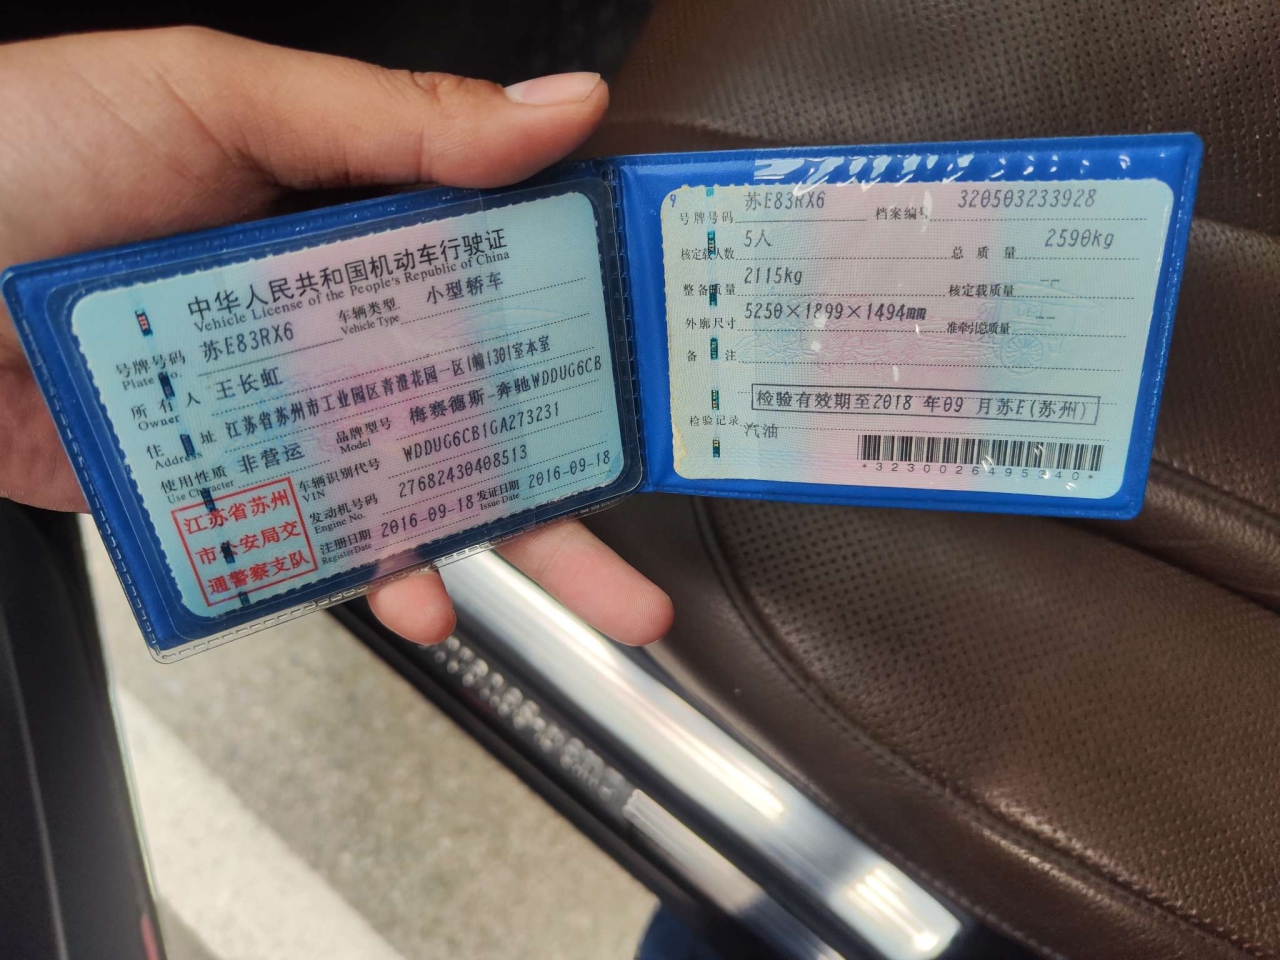 中华人民共和国机动车行驶证
Vehicle License of the People's Republic of China
号牌号码 苏E83RX6 车辆类型 小型轿车
Plate No. Vehicle Type
所有人 王长虹
Owner
住址 江苏省苏州市工业园区青澄花园一区1幢1301室本室
Address
使用性质 非营运 品牌型号 梅赛德斯-奔驰WDDUG6CB
Use Character Model
车辆识别代号 WDDUG6CB1GA273231
VIN
发动机号码 27682430408513
Engine No.
注册日期 2016-09-18 发证日期 2016-09-18
Register Date Issue Date
江苏省苏州
市公安局交
通警察支队
号牌号码 苏E83RX6 档案编号 320503233928
核定载人数 5人 总质量 2590kg
整备质量 2115kg 核定载质量 --
外廓尺寸 5250×1899×1494mm 准牵引总质量 --
备注
检验有效期至2018 年09 月苏E(苏州)
检验记录
汽油